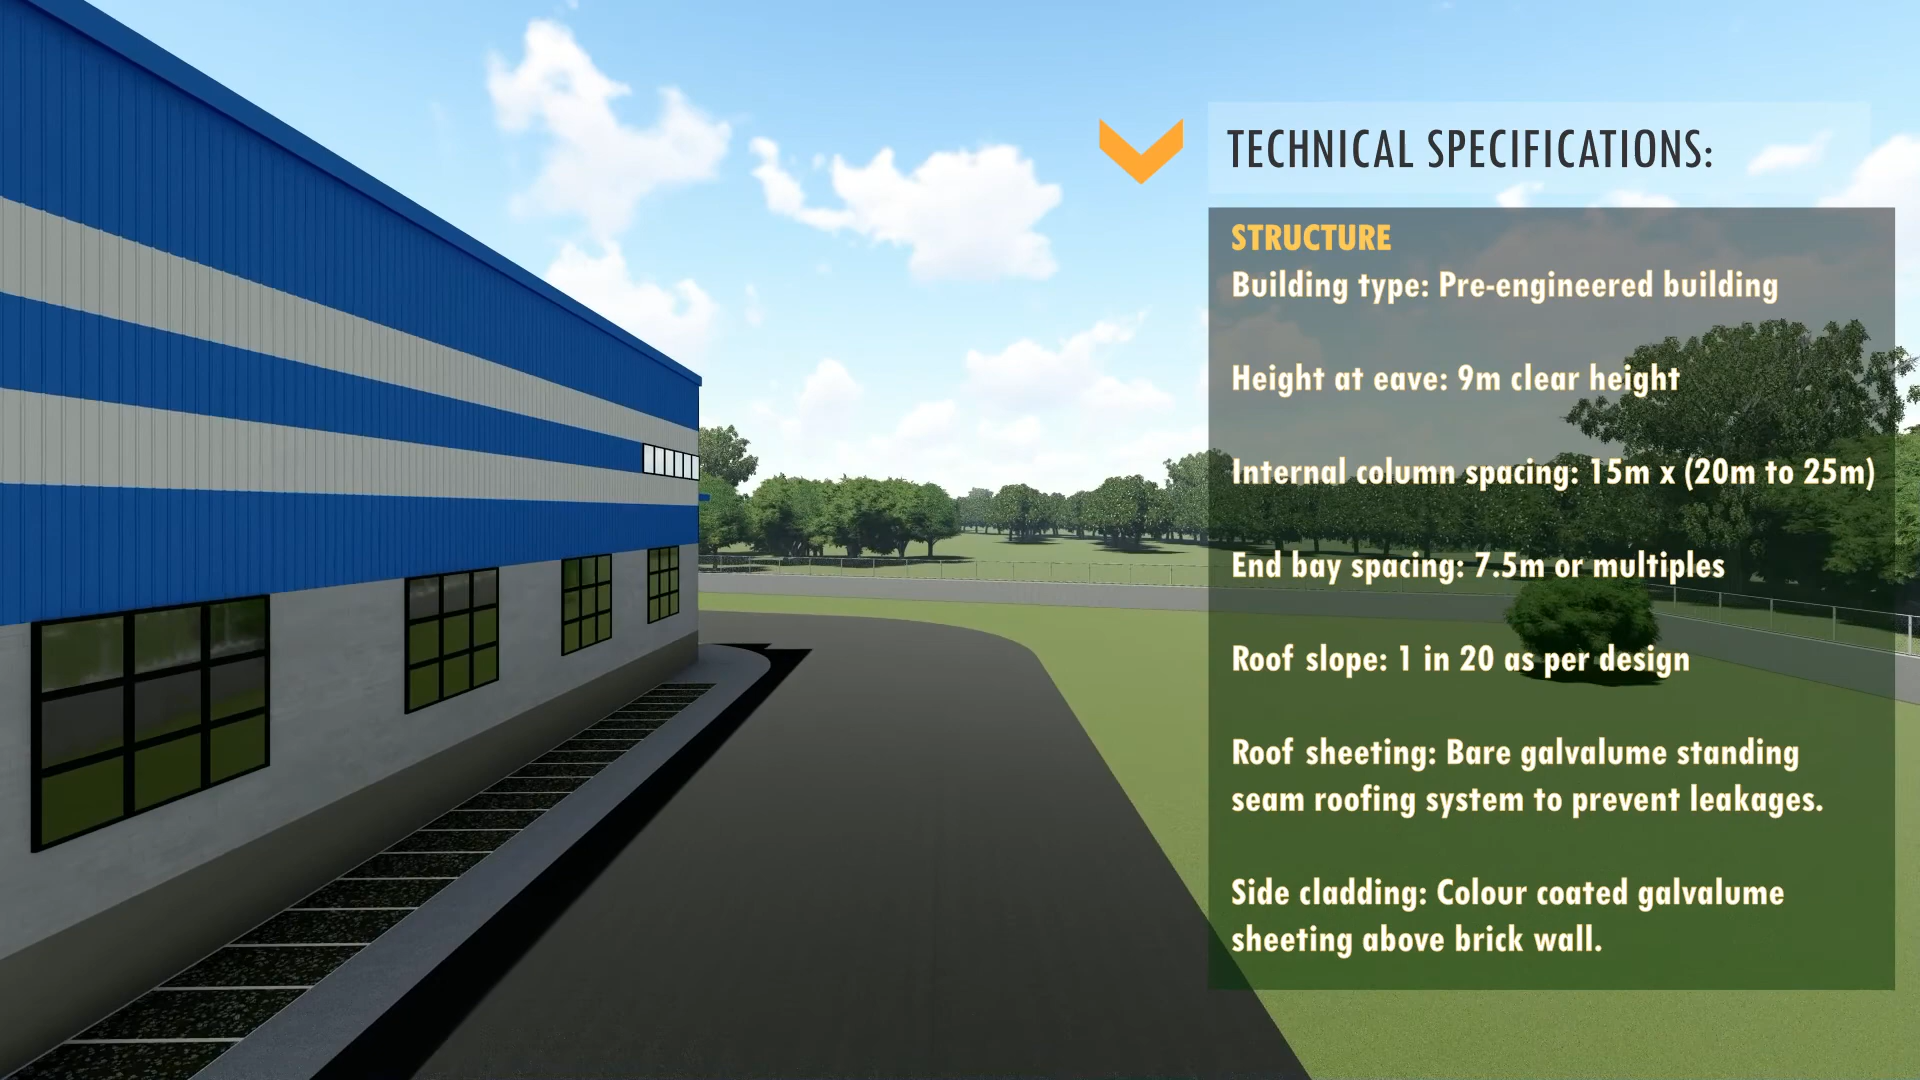 TECHNICAL SPECIFICATIONS:
STRUCTURE
Building type: Pre-engineered building
Height at eave: 9m clear height
Internal column spacing: 15m x (20m to 25m)
End bay spacing: 7.5m or multiples
Roof slope: 1 in 20 as per design
Roof sheeting: Bare galvalume standing
seam roofing system to prevent leakages.
Side cladding: Colour coated galvalume
sheeting above brick wall.